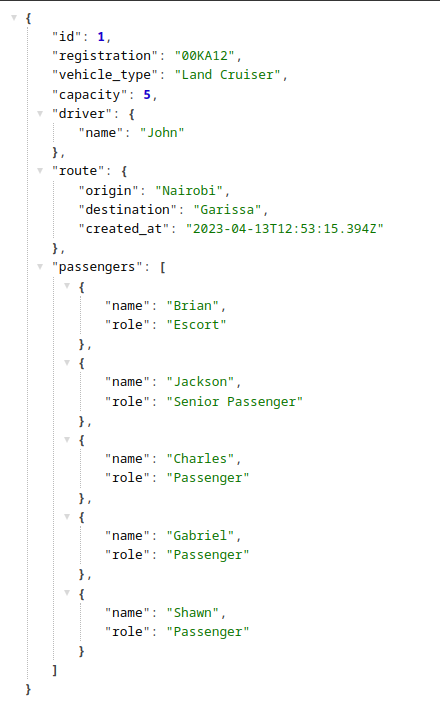 {
"id": 1,
"registration": "00KA12",
"vehicle_type": "Land Cruiser",
"capacity": 5,
"driver": {
"name": "John"
},
"route": {
"origin": "Nairobi",
"destination": "Garissa",
"created_at": "2023-04-13T12:53:15.394Z"
},
"passengers": [
{
"name": "Brian",
"role": "Escort"
},
{
"name": "Jackson",
"role": "Senior Passenger"
},
{
"name": "Charles",
"role": "Passenger"
},
{
"name": "Gabriel",
"role": "Passenger"
},
{
"name": "Shawn",
"role": "Passenger"
}
]
}